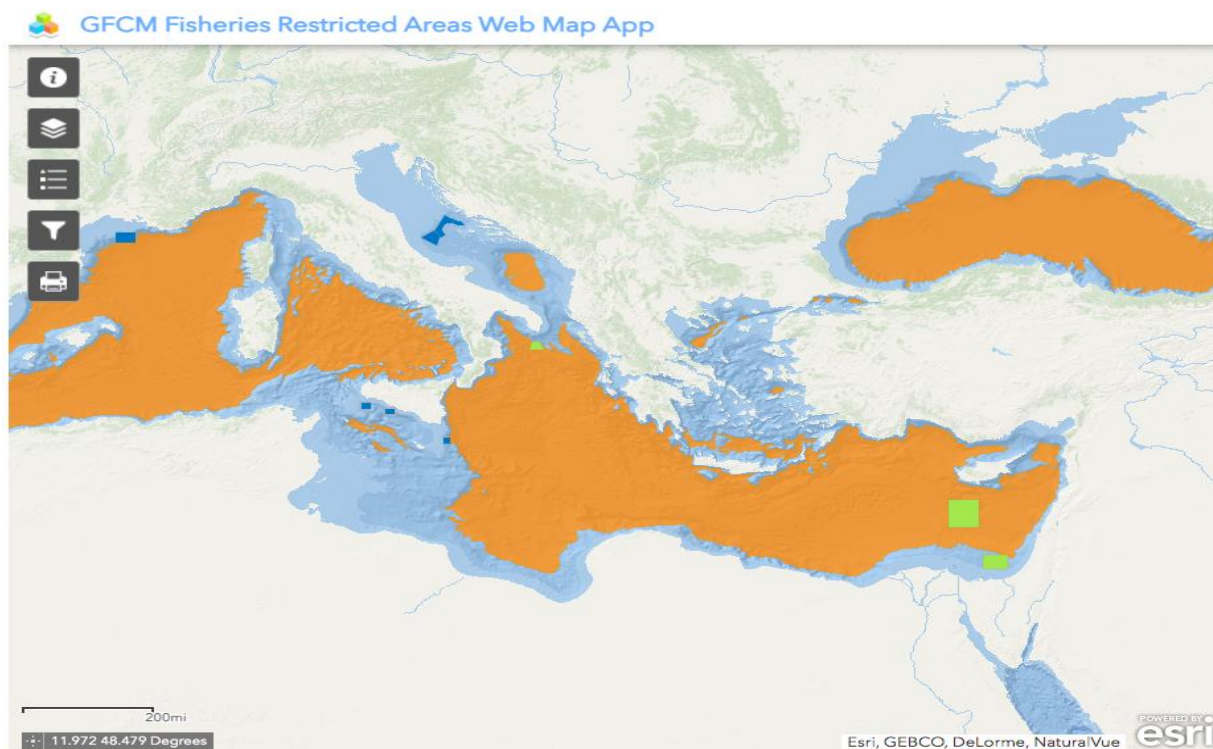 GFCM Fisheries Restricted Areas Web Map App
200mi
11.972 48.479 Degrees
Esri, GEBCO, DeLorme, NaturalVue
POWERED BY
esri